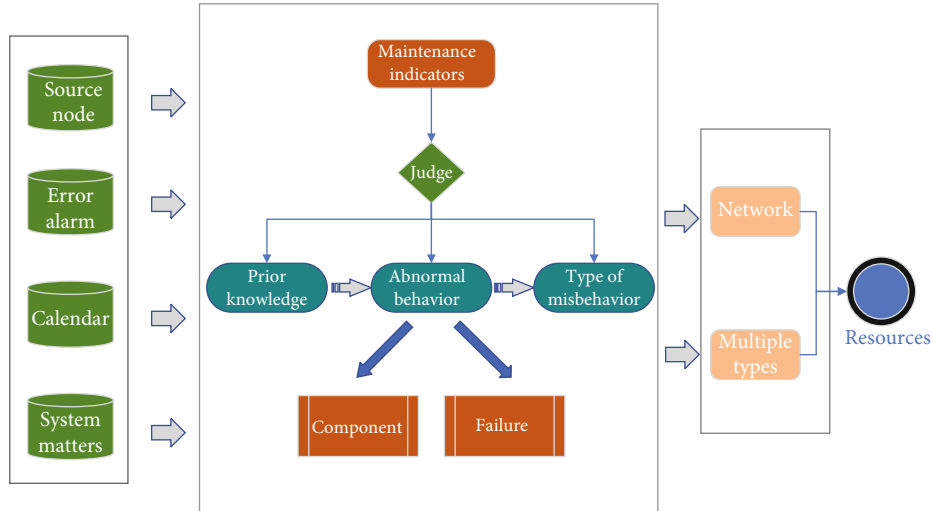 Source
node
Error
alarm
Calendar
System
matters
Maintenance
indicators
Judge
Prior
knowledge
Abnormal
behavior
Type of
misbehavior
Component
Failure
Network
Multiple
types
Resources